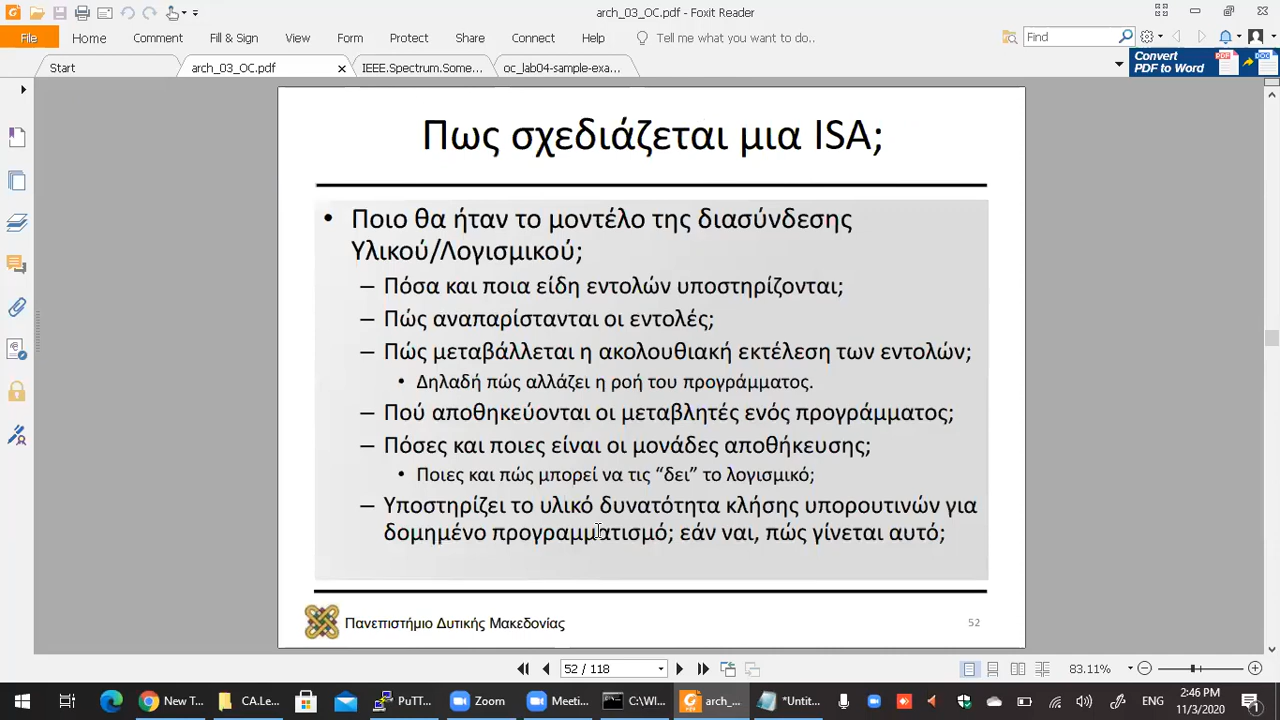 arch_03_OC.pdf - Foxit Reader
File Home Comment Fill & Sign View Form Protect Share Connect Help Tell me what you want to do.. Find
Start arch_03_OC.pdf IEEE.Spectrum.Some... oc_lab04-sample-exa...
Convert
PDF to Word
Πως σχεδιάζεται μια ISA;
• Ποιο θα ήταν το μοντέλο της διασύνδεσης
Υλικού/Λογισμικού;
– Πόσα και ποια είδη εντολών υποστηρίζονται;
– Πώς αναπαρίστανται οι εντολές;
– Πώς μεταβάλλεται η ακολουθιακή εκτέλεση των εντολών;
• Δηλαδή πώς αλλάζει η ροή του προγράμματος.
– Πού αποθηκεύονται οι μεταβλητές ενός προγράμματος;
– Πόσες και ποιες είναι οι μονάδες αποθήκευσης;
• Ποιες και πώς μπορεί να τις “δει” το λογισμικό;
– Υποστηρίζει το υλικό δυνατότητα κλήσης υπορουτινών για
δομημένο προγραμματισμό; εάν ναι, πώς γίνεται αυτό;
Πανεπιστήμιο Δυτικής Μακεδονίας 52
52 / 118 83.11%
New T... CA.Le... PuTT... Zoom Meeti... C:\WI... arch_... *Untit... ENG 2:46 PM
11/3/2020